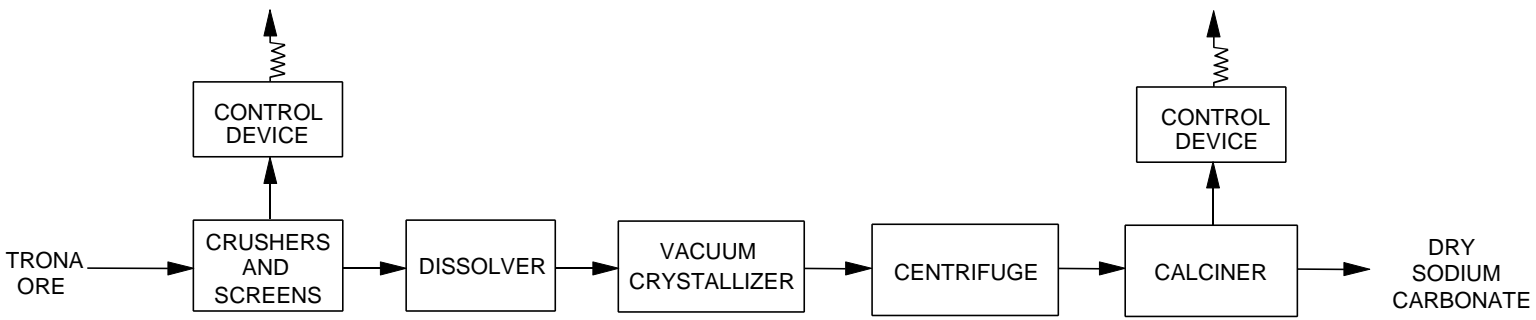 CONTROL
DEVICE
CONTROL
DEVICE
TRONA
ORE
CRUSHERS
AND
SCREENS
DISSOLVER
VACUUM
CRYSTALLIZER
CENTRIFUGE
CALCINER
DRY
SODIUM
CARBONATE